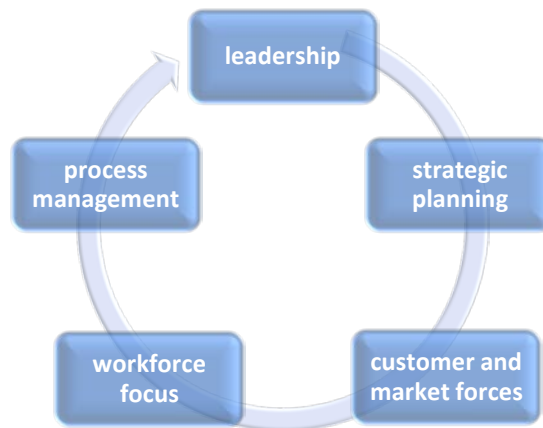 leadership
strategic
planning
customer and
market forces
workforce
focus
process
management